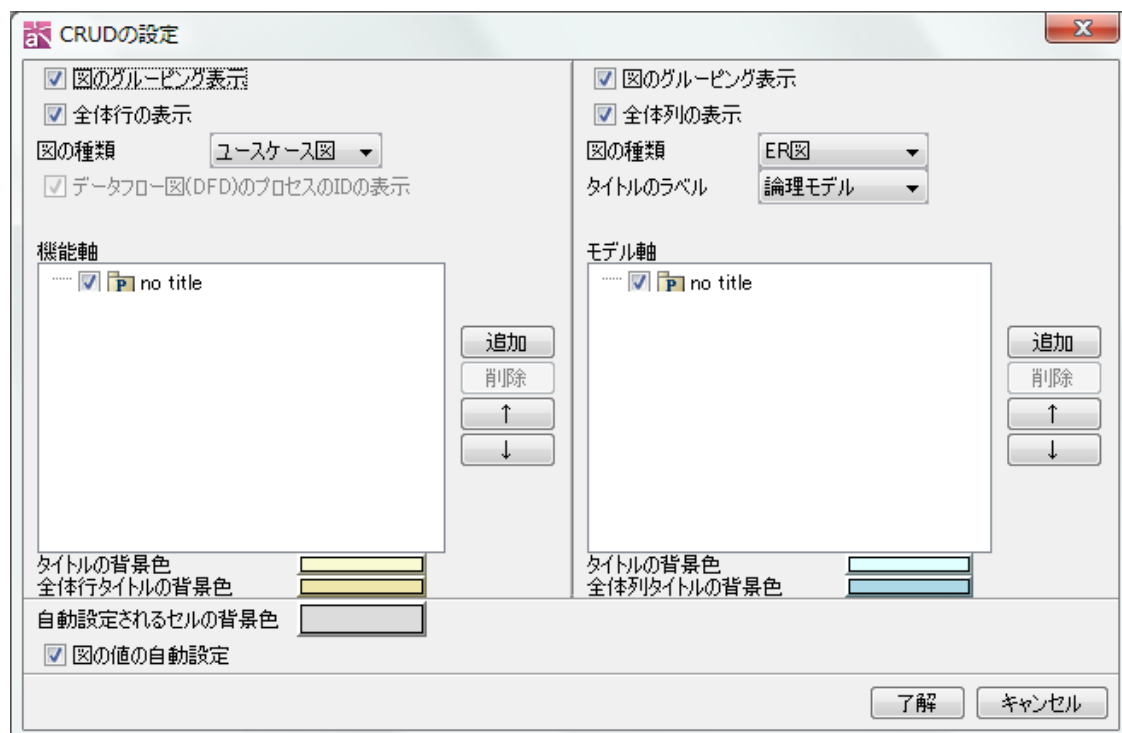 CRUDの設定
図のグルーピング表示
全体行の表示
図の種類 ユースケース図
データフロー図(DFD)のプロセスのIDの表示
機能軸
no title
追加
削除
↑
↓
タイトルの背景色
全体行タイトルの背景色
図のグルーピング表示
全体列の表示
図の種類 ER図
タイトルのラベル 論理モデル
モデル軸
no title
追加
削除
↑
↓
タイトルの背景色
全体列タイトルの背景色
自動設定されるセルの背景色
図の値の自動設定
了解 キャンセル